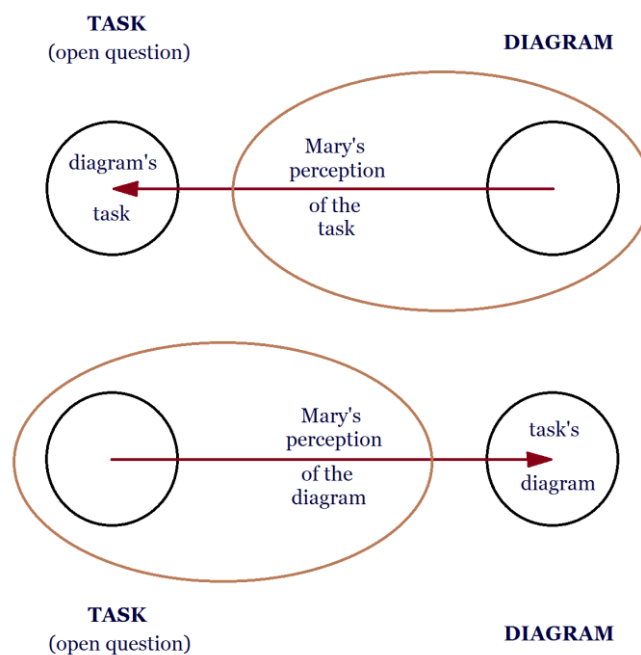 TASK
(open question)
DIAGRAM
diagram's
task
Mary's
perception
of the
task
Mary's
perception
of the
diagram
task's
diagram
TASK
(open question)
DIAGRAM